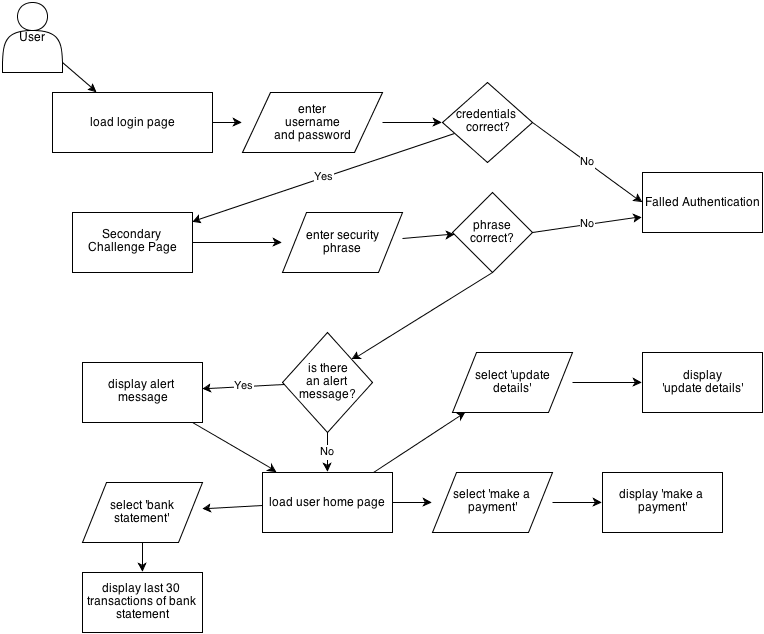 User
load login page
enter
username
and password
credentials
correct?
No
Yes
Falled Authentication
Secondary
Challenge Page
enter security
phrase
phrase
correct?
No
is there
an alert
message?
Yes
display alert
message
No
select 'update
details'
display
'update details'
load user home page
select 'make a
payment'
display 'make a
payment'
select 'bank
statement'
display last 30
transactions of bank
statement